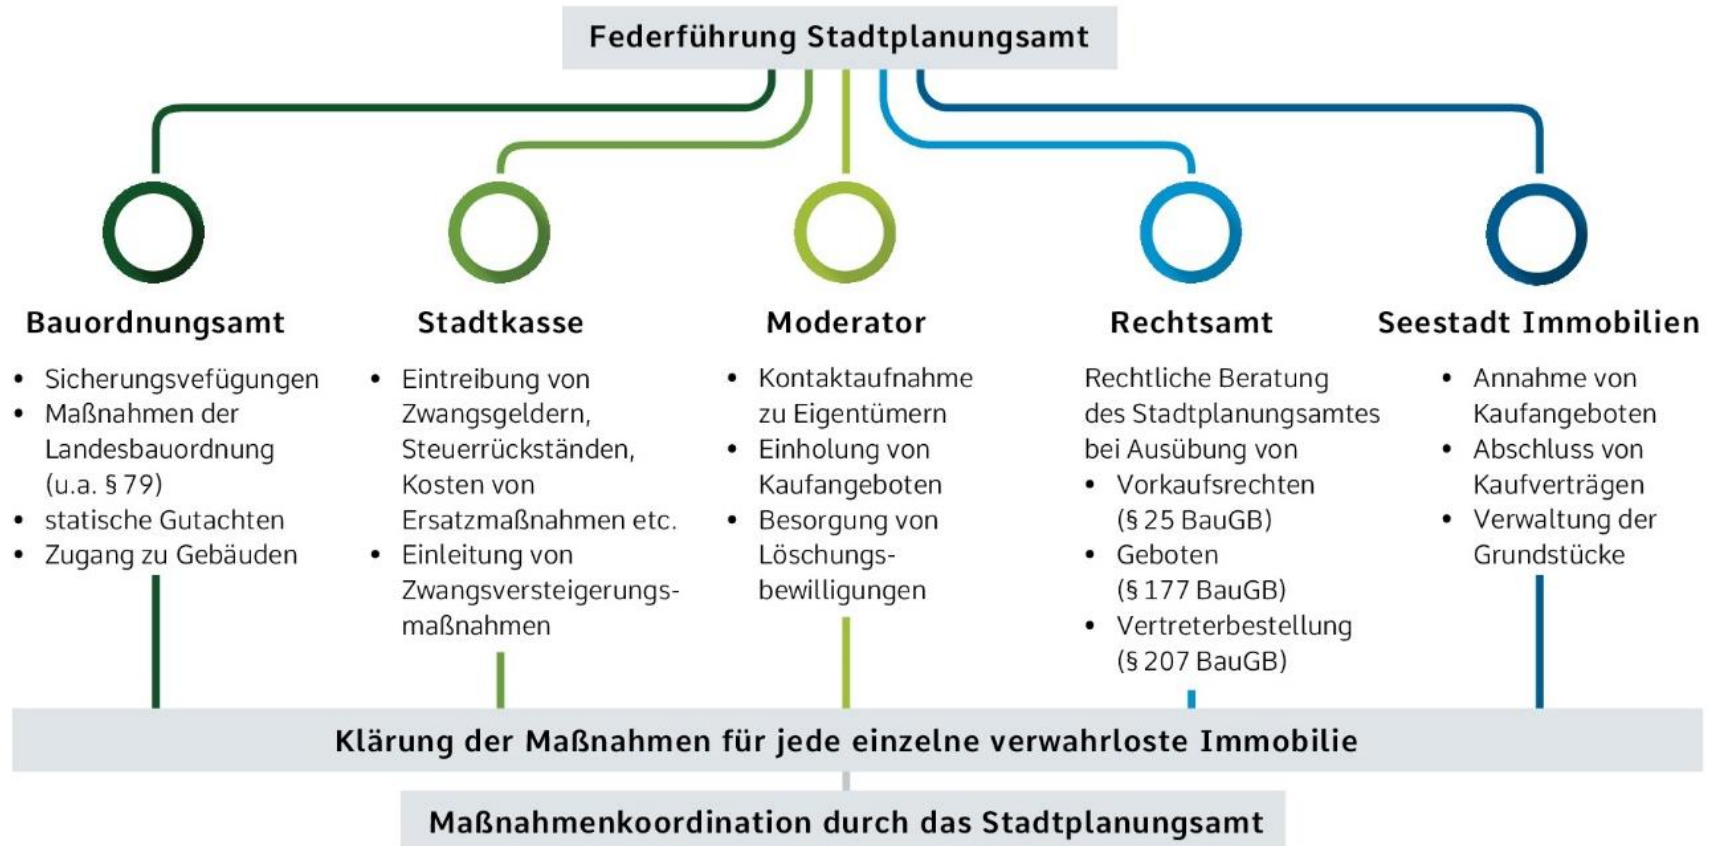 Federführung Stadtplanungsamt
Bauordnungsamt
• Sicherungsvefügungen
• Maßnahmen der
Landesbauordnung
(u.a. § 79)
• statische Gutachten
• Zugang zu Gebäuden
Stadtkasse
• Eintreibung von
Zwangsgeldern,
Steuerrückständen,
Kosten von
Ersatzmaßnahmen etc.
• Einleitung von
Zwangsversteigerungs-
maßnahmen
Moderator
• Kontaktaufnahme
zu Eigentümern
• Einholung von
Kaufangeboten
• Besorgung von
Löschungs-
bewilligungen
Rechtsamt
Rechtliche Beratung
des Stadtplanungsamtes
bei Ausübung von
• Vorkaufsrechten
(§ 25 BauGB)
• Geboten
(§ 177 BauGB)
• Vertreterbestellung
(§ 207 BauGB)
Seestadt Immobilien
• Annahme von
Kaufangeboten
• Abschluss von
Kaufverträgen
• Verwaltung der
Grundstücke
Klärung der Maßnahmen für jede einzelne verwahrloste Immobilie
Maßnahmenkoordination durch das Stadtplanungsamt